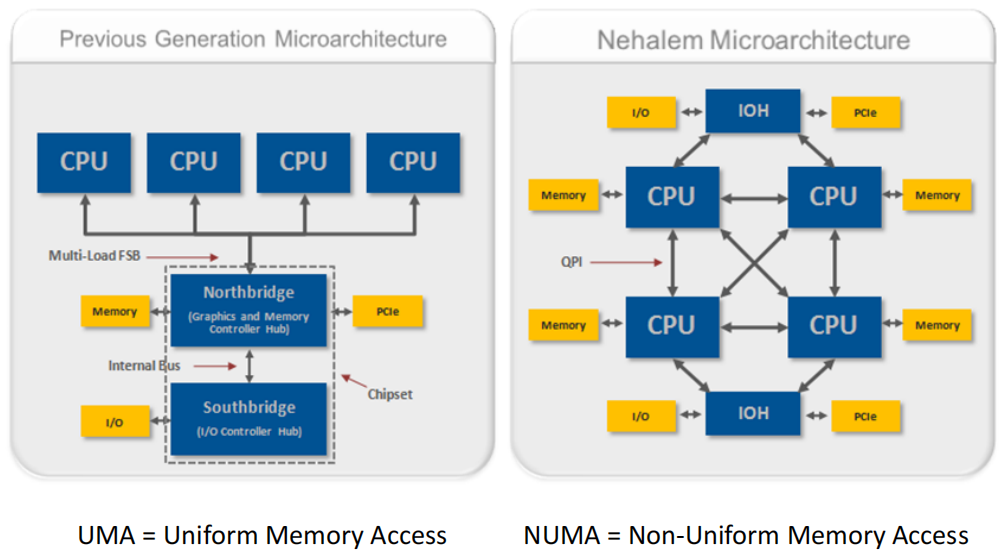 Previous Generation Microarchitecture
CPU
CPU
CPU
CPU
Multi-Load FSB
Northbridge
(Graphics and Memory
Controller Hub)
Memory
PCIe
Internal Bus
Chipset
Southbridge
(I/O Controller Hub)
I/O
UMA = Uniform Memory Access
Nehalem Microarchitecture
I/O
IOH
PCIe
Memory
CPU
CPU
Memory
QPI
Memory
CPU
CPU
Memory
I/O
IOH
PCIe
NUMA = Non-Uniform Memory Access